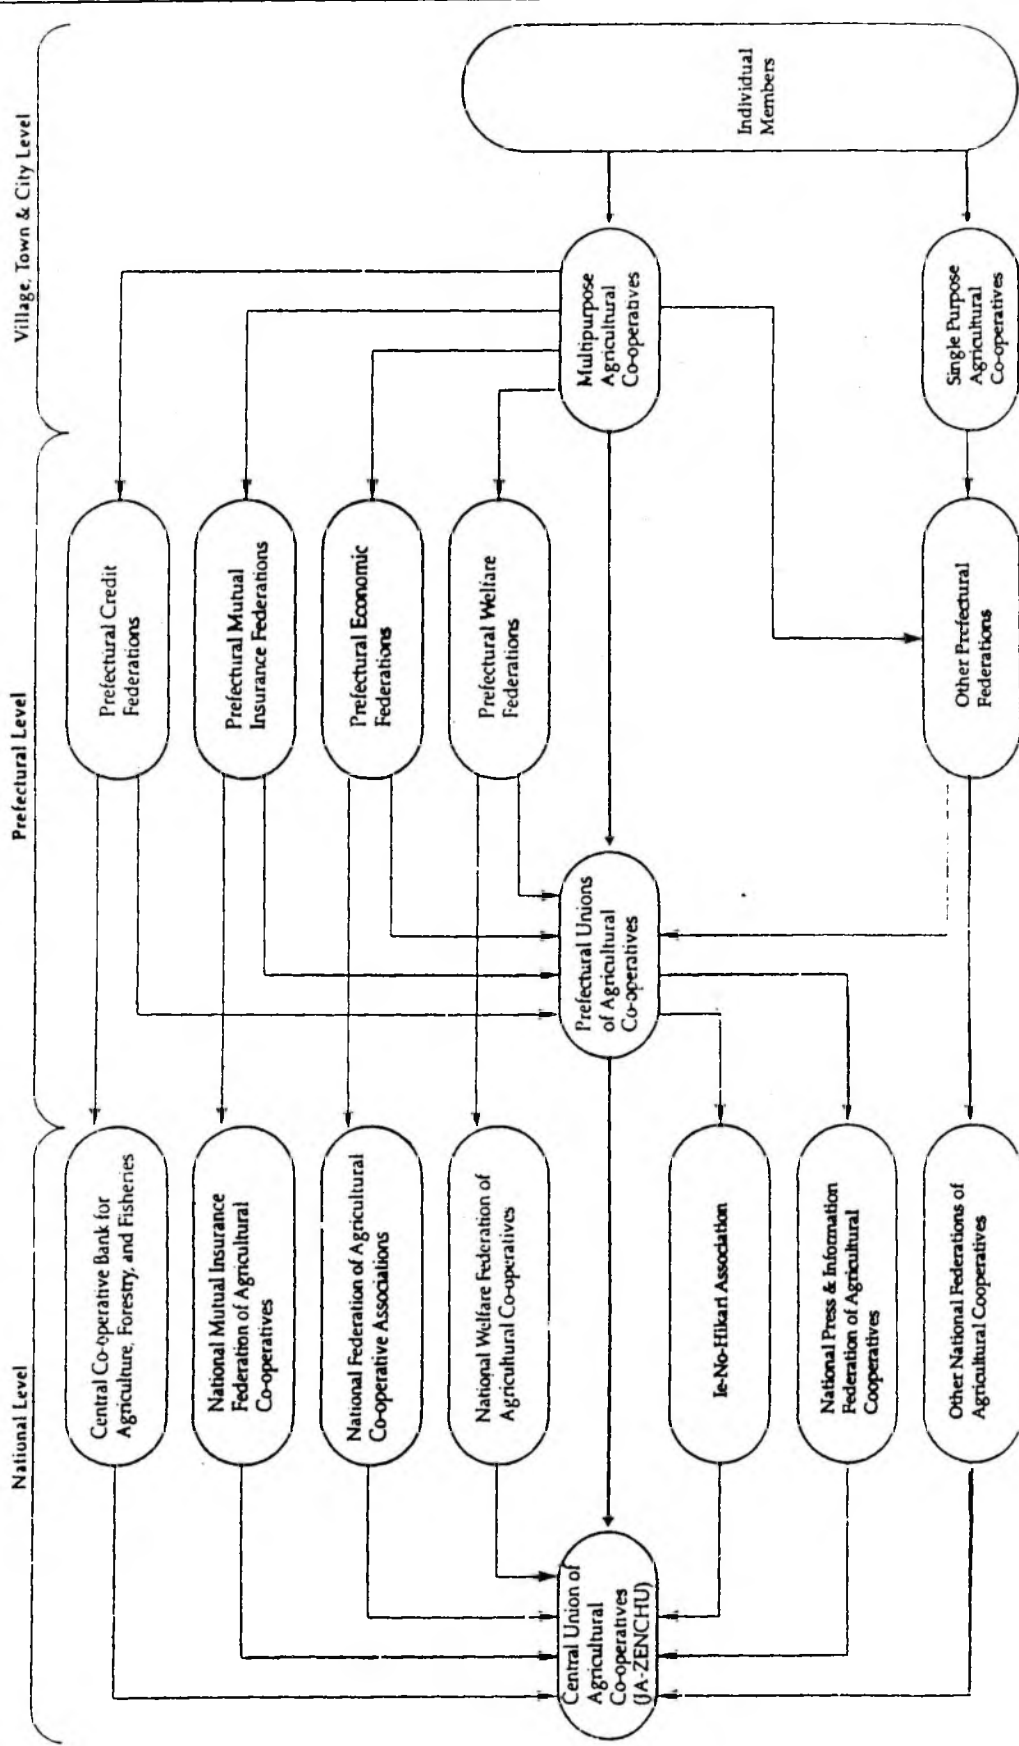 Village, Town & City Level
Individual
Members
Multipurpose
Agricultural
Co-operatives
Single Purpose
Agricultural
Co-operatives
Prefectural Level
Prefectural Credit
Federations
Prefectural Mutual
Insurance Federations
Prefectural Economic
Federations
Prefectural Welfare
Federations
Other Prefectural
Federations
Prefectural Unions
of Agricultural
Co-operatives
National Level
Central Co-operative Bank for
Agriculture, Forestry, and Fisheries
National Mutual Insurance
Federation of Agricultural
Co-operatives
National Federation of Agricultural
Co-operative Associations
National Welfare Federation of
Agricultural Co-operatives
Ie-No-Hikari Association
National Press & Information
Federation of Agricultural
Cooperatives
Other National Federations of
Agricultural Cooperatives
Central Union of
Agricultural
Co-operatives
(JA-ZENCHU)